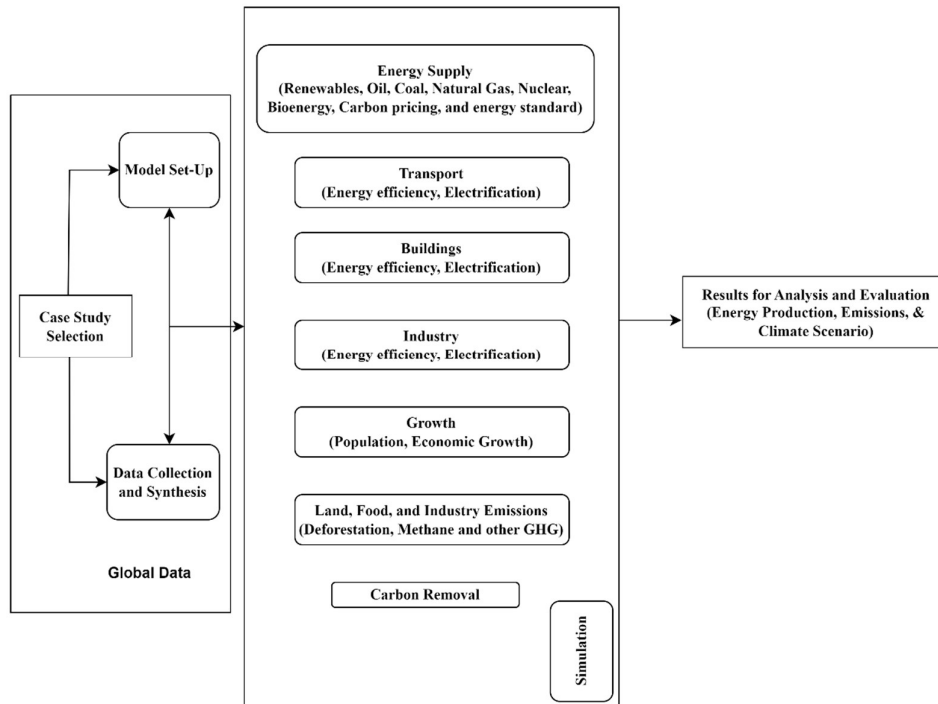 Model Set-Up
Case Study
Selection
Data Collection
and Synthesis
Global Data
Energy Supply
(Renewables, Oil, Coal, Natural Gas, Nuclear,
Bioenergy, Carbon pricing, and energy standard)
Transport
(Energy efficiency, Electrification)
Buildings
(Energy efficiency, Electrification)
Industry
(Energy efficiency, Electrification)
Growth
(Population, Economic Growth)
Land, Food, and Industry Emissions
(Deforestation, Methane and other GHG)
Carbon Removal
Simulation
Results for Analysis and Evaluation
(Energy Production, Emissions, &
Climate Scenario)